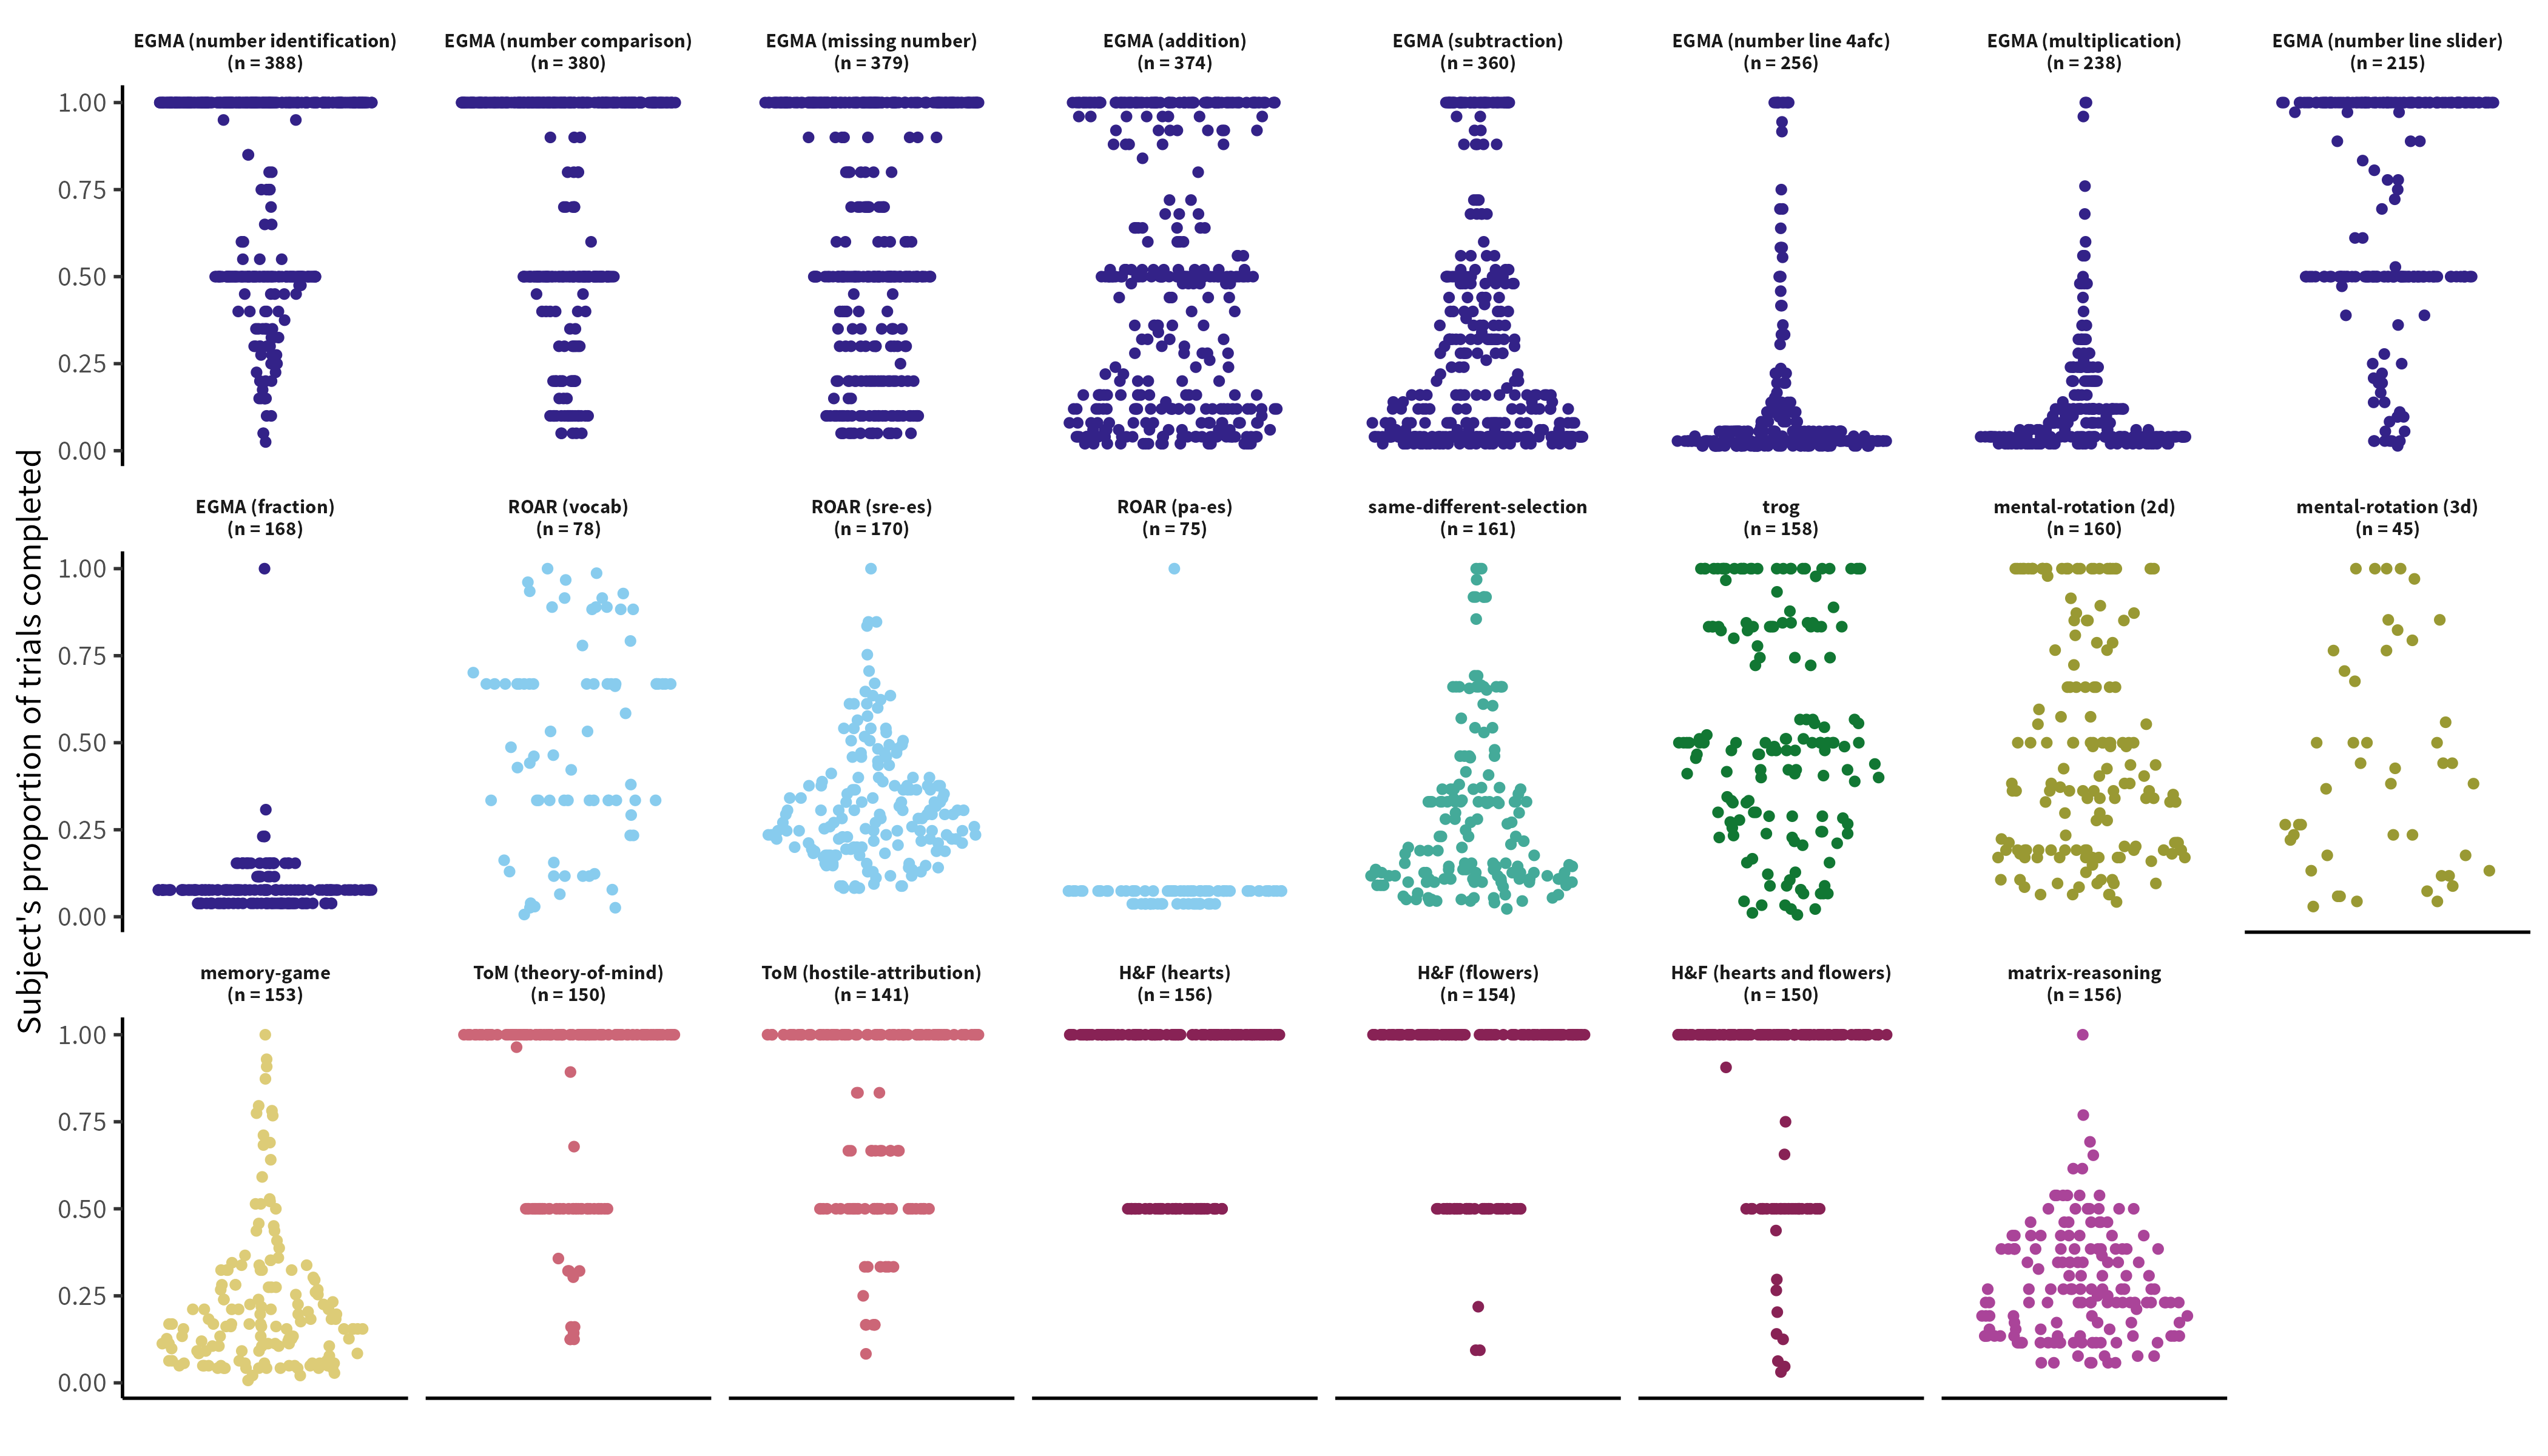 Subject's proportion of trials completed
EGMA (number identification)
(n = 388)
EGMA (number comparison)
(n = 380)
EGMA (missing number)
(n = 379)
EGMA (addition)
(n = 374)
EGMA (subtraction)
(n = 360)
EGMA (number line 4afc)
(n = 256)
EGMA (multiplication)
(n = 238)
EGMA (number line slider)
(n = 215)
1.00
0.75
0.50
0.25
0.00
EGMA (fraction)
(n = 168)
ROAR (vocab)
(n = 78)
ROAR (sre-es)
(n = 170)
ROAR (pa-es)
(n = 75)
same-different-selection
(n = 161)
trog
(n = 158)
mental-rotation (2d)
(n = 160)
mental-rotation (3d)
(n = 45)
1.00
0.75
0.50
0.25
0.00
memory-game
(n = 153)
ToM (theory-of-mind)
(n = 150)
ToM (hostile-attribution)
(n = 141)
H&F (hearts)
(n = 156)
H&F (flowers)
(n = 154)
H&F (hearts and flowers)
(n = 150)
matrix-reasoning
(n = 156)
1.00
0.75
0.50
0.25
0.00